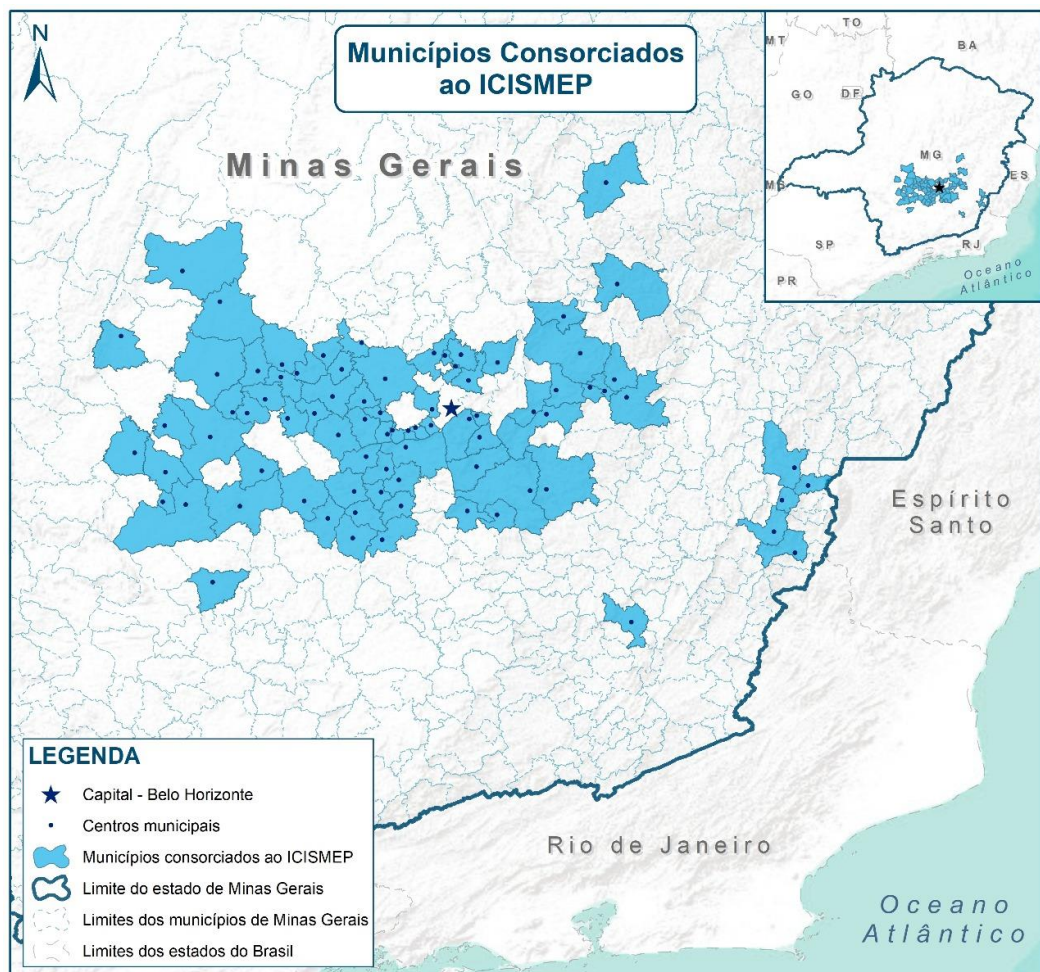 N
Municípios Consorciados
ao ICISMEP
Minas Gerais
TO
MT
BA
GO
DF
MG
MS
ES
SP
RJ
PR
Oceano
Atlântico
Espírito
Santo
Rio de Janeiro
Oceano
Atlântico
LEGENDA
Capital - Belo Horizonte
Centros municipais
Municípios consorciados ao ICISMEP
Limite do estado de Minas Gerais
Limites dos municípios de Minas Gerais
Limites dos estados do Brasil